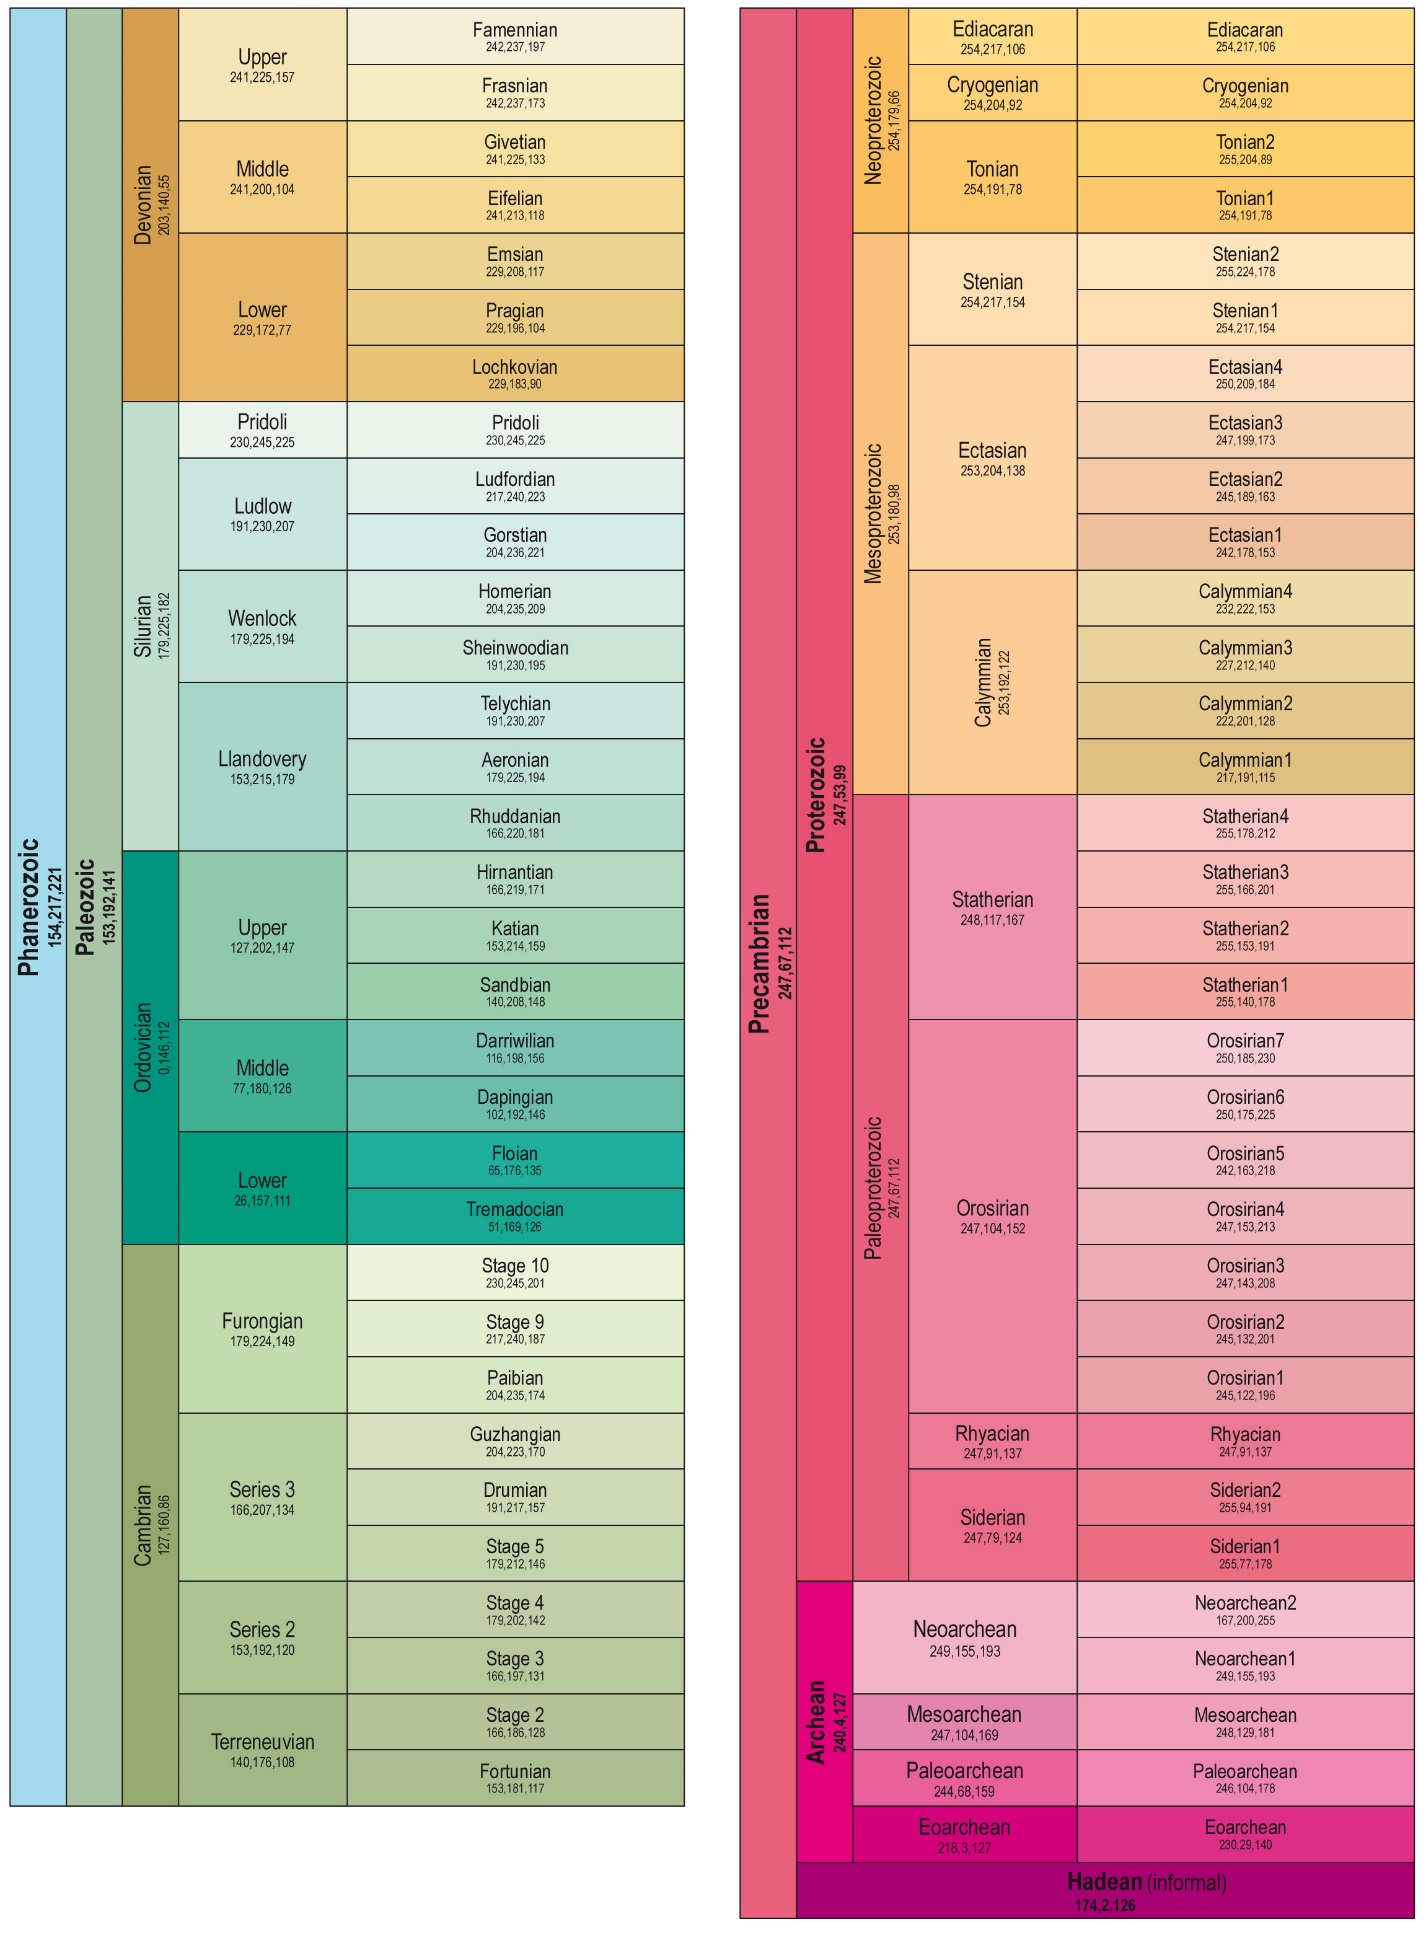 Phanerozoic
154,217,221
Paleozoic
153,192,141
Devonian
203,140,55
Upper
241,225,157
Famennian
242,237,197
Frasnian
242,237,173
Middle
241,200,104
Givetian
241,225,133
Eifelian
241,213,118
Lower
229,172,77
Emsian
229,208,117
Pragian
229,196,104
Lochkovian
229,183,90
Silurian
179,225,182
Pridoli
230,245,225
Pridoli
230,245,225
Ludlow
191,230,207
Ludfordian
217,240,223
Gorstian
204,236,221
Wenlock
179,225,194
Homerian
204,235,209
Sheinwoodian
191,230,195
Llandovery
153,215,179
Telychian
191,230,207
Aeronian
179,225,194
Rhuddanian
166,220,181
Ordovician
0,146,112
Upper
127,202,147
Hirnantian
166,219,171
Katian
153,214,159
Sandbian
140,208,148
Middle
77,180,126
Darriwilian
116,198,156
Dapingian
102,192,146
Lower
26,157,111
Floian
65,176,135
Tremadocian
51,169,126
Cambrian
127,160,86
Furongian
179,224,149
Stage 10
230,245,201
Stage 9
217,240,187
Paibian
204,235,174
Series 3
166,207,134
Guzhangian
204,223,170
Drumian
191,217,157
Stage 5
179,212,146
Series 2
153,192,120
Stage 4
179,202,142
Stage 3
166,197,131
Terreneuvian
140,176,108
Stage 2
166,186,128
Fortunian
153,181,117
Precambrian
247,67,112
Proterozoic
247,53,99
Neoproterozoic
254,179,66
Ediacaran
254,217,106
Ediacaran
254,217,106
Cryogenian
254,204,92
Cryogenian
254,204,92
Tonian
254,191,78
Tonian2
255,204,89
Tonian1
254,191,78
Mesoproterozoic
253,180,98
Stenian
254,217,154
Stenian2
255,224,178
Stenian1
254,217,154
Ectasian
253,204,138
Ectasian4
250,209,184
Ectasian3
247,199,173
Ectasian2
245,189,163
Ectasian1
242,178,153
Calymmian
253,192,122
Calymmian4
232,222,153
Calymmian3
227,212,140
Calymmian2
222,201,128
Calymmian1
217,191,115
Paleoproterozoic
247,67,112
Statherian
248,117,167
Statherian4
255,178,212
Statherian3
255,166,201
Statherian2
255,153,191
Statherian1
255,140,178
Orosirian
247,104,152
Orosirian7
250,185,230
Orosirian6
250,175,225
Orosirian5
242,163,218
Orosirian4
247,153,213
Orosirian3
247,143,208
Orosirian2
245,132,201
Orosirian1
245,122,196
Rhyacian
247,91,137
Rhyacian
247,91,137
Siderian
247,79,124
Siderian2
255,94,191
Siderian1
255,77,178
Archean
240,4,127
Neoarchean
249,155,193
Neoarchean2
167,200,255
Neoarchean1
249,155,193
Mesoarchean
247,104,169
Mesoarchean
248,129,181
Paleoarchean
244,68,159
Paleoarchean
246,104,178
Eoarchean
218,3,127
Eoarchean
230,29,140
Hadean (informal)
174,2,126